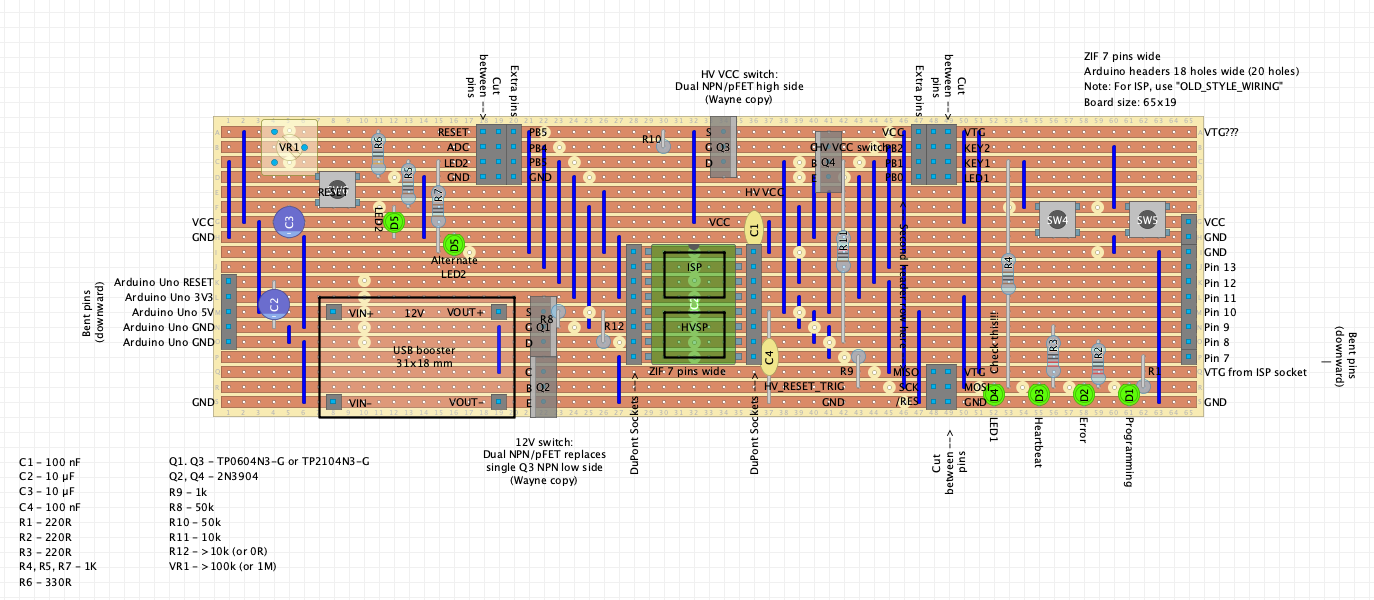 ZIF 7 pins wide
Arduino headers 18 holes wide (20 holes)
Note: For ISP, use "OLD_STYLE_WIRING"
Board size: 65x19
HV VCC switch:
Dual NPN/pFET high side
(Wayne copy)
Cut
between -->
pins
Extra pins
Extra pins
Cut
between -->
pins
VR1
R6
R5
R7
RESET
ADC
LED2
GND
PB5
PB4
PB5
GND
R10
S
G
D
Q3
HV VCC switch
Q4
VCC
PB2
PB1
PB0
VTG
KEY2
KEY1
LED1
VTG???
RESET
LED2
D5
D5
Alternate
LED2
C3
HV VCC
VCC
C1
R11
Second header row here -->
R4
SW4
SW5
VCC
GND
VCC
GND
GND
Pin 13
Pin 12
Pin 11
Pin 10
Pin 9
Pin 8
Pin 7
VTG from ISP socket
GND
Bent pins
(downward)
Bent pins
(downward)
Arduino Uno RESET
Arduino Uno 3V3
Arduino Uno 5V
Arduino Uno GND
Arduino Uno GND
GND
C2
VIN+
12V
VOUT+
USB booster
31x18 mm
VIN-
VOUT-
S
G
D
Q1
R8
R12
Q2
ISP
HVSP
ZIF 7 pins wide
C4
R9
HV_RESET_TRIG
GND
MISO
SCK
/RES
VTG
MOSI
GND
Check this!!!
R3
R2
R1
D4
D3
D2
D1
LED1
Heartbeat
Error
Programming
DuPont Sockets -->
DuPont Sockets -->
Cut
between -->
pins
12V switch:
Dual NPN/pFET replaces
single Q3 NPN low side
(Wayne copy)
C1 - 100 nF
C2 - 10 µF
C3 - 10 µF
C4 - 100 nF
R1 - 220R
R2 - 220R
R3 - 220R
R4, R5, R7 - 1K
R6 - 330R
Q1. Q3 - TP0604N3-G or TP2104N3-G
Q2, Q4 - 2N3904
R9 - 1k
R8 - 50k
R10 - 50k
R11 - 10k
R12 - >10k (or 0R)
VR1 - >100k (or 1M)